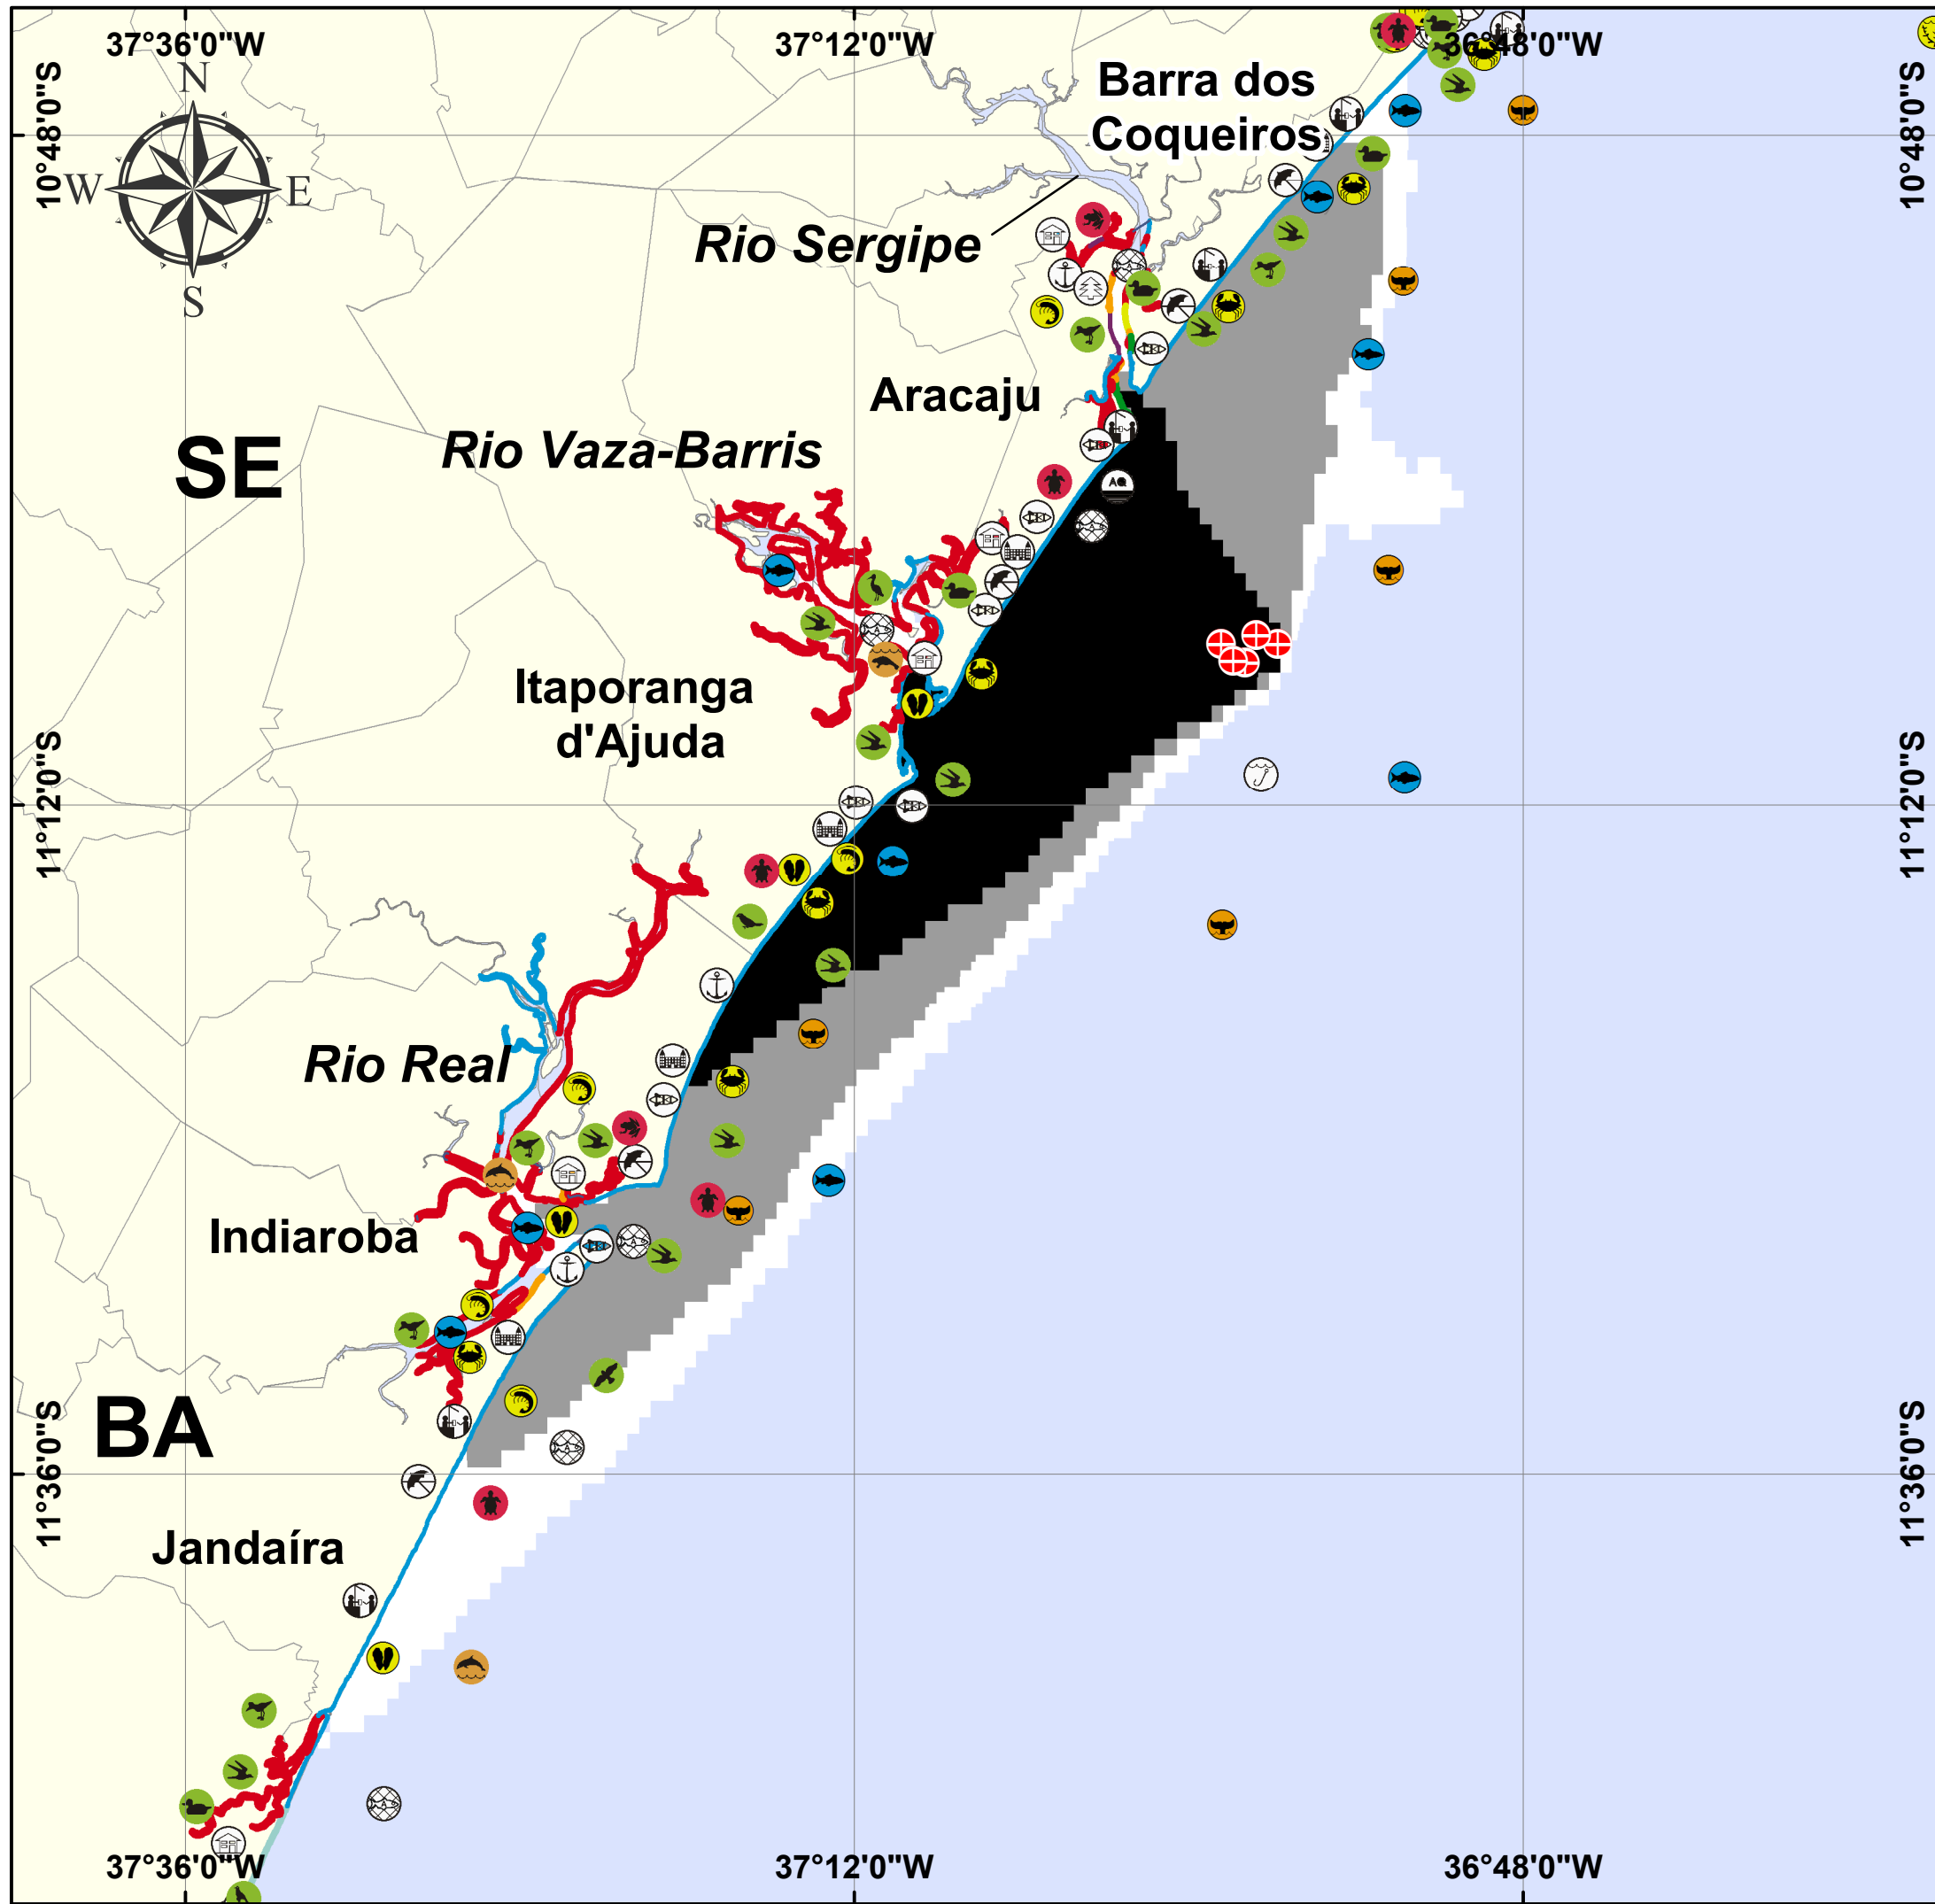 37°36'0"W
37°12'0"W
36°48'0"W
10°48'0"S
10°48'0"S
N
W
E
S
Barra dos
Coqueiros
Rio Sergipe
Aracaju
SE
Rio Vaza-Barris
AQ
Itaporanga
d'Ajuda
11°12'0"S
11°12'0"S
Rio Real
Indiaroba
BA
11°36'0"S
11°36'0"S
Jandaíra
37°36'0"W
37°12'0"W
36°48'0"W